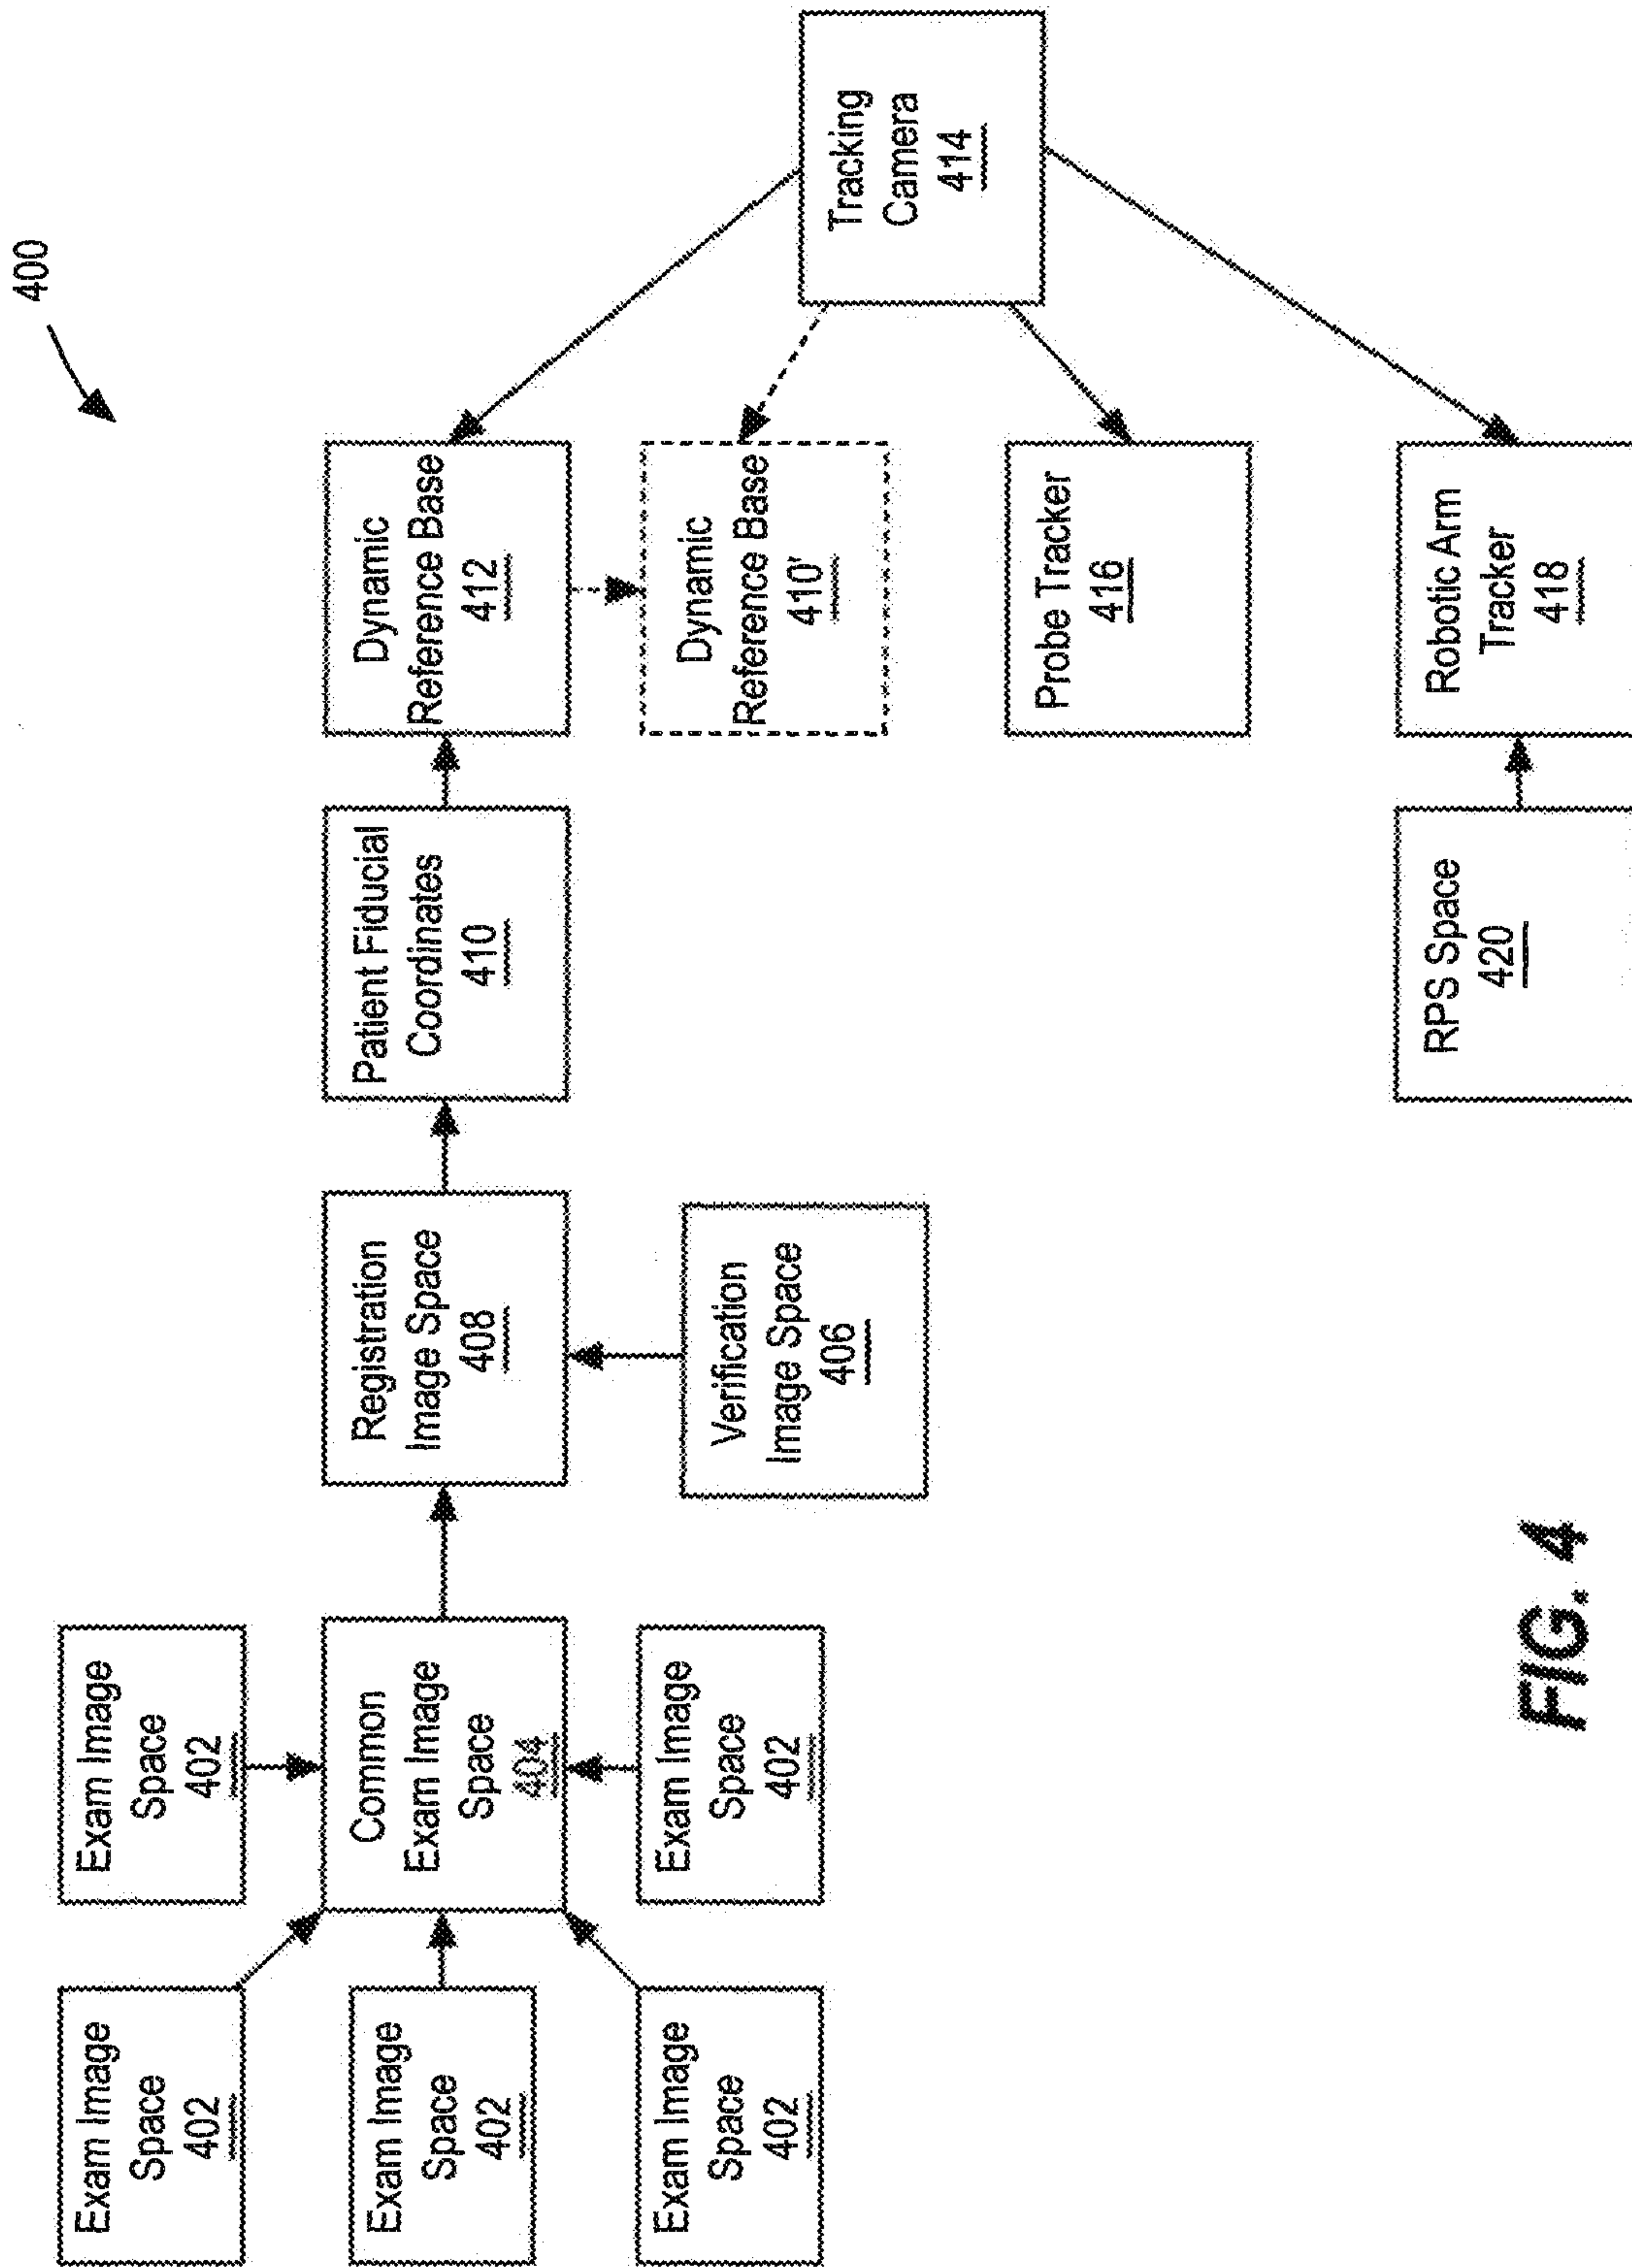 400
Exam Image
Space
402
Exam Image
Space
402
Exam Image
Space
402
Exam Image
Space
402
Exam Image
Space
402
Common
Exam Image
Space
404
Registration
Image Space
408
Verification
Image Space
406
Patient Fiducial
Coordinates
410
Dynamic
Reference Base
412
Dynamic
Reference Base
410'
Tracking
Camera
414
Probe Tracker
416
RPS Space
420
Robotic Arm
Tracker
418
FIG. 4